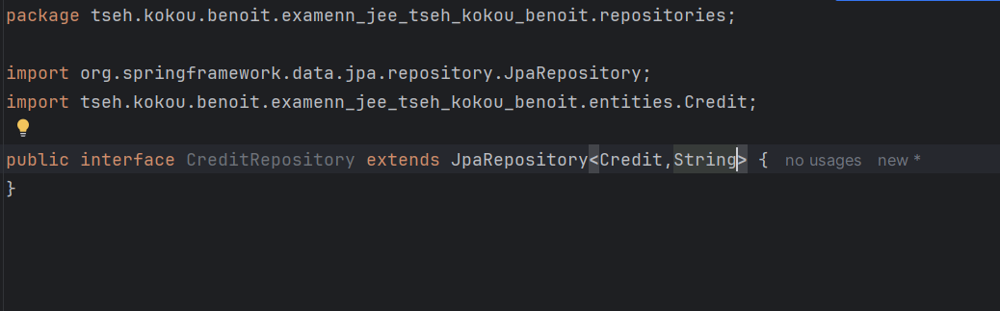 package tseh.kokou.benoit.examenn_jee_tseh_kokou_benoit.repositories;
import org.springframework.data.jpa.repository.JpaRepository;
import tseh.kokou.benoit.examenn_jee_tseh_kokou_benoit.entities.Credit;
public interface CreditRepository extends JpaRepository<Credit,String> { no usages new *
}